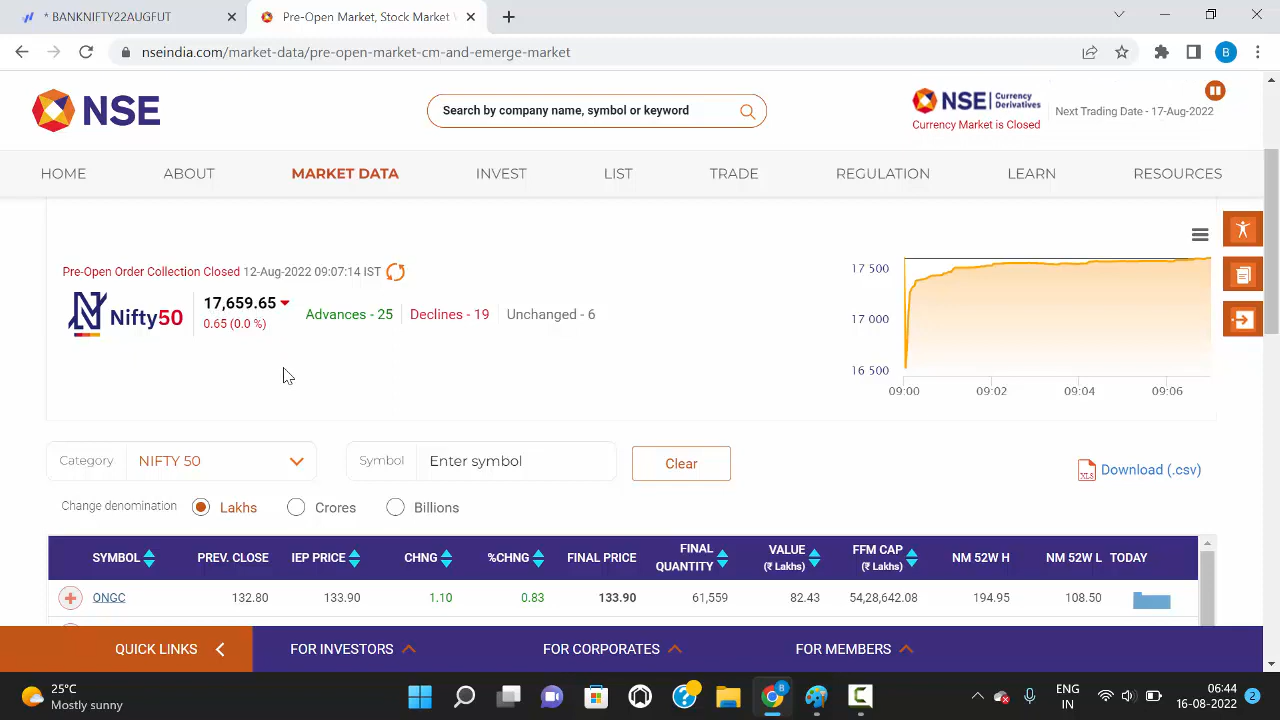 * BANKNIFTY22AUGFUT
Pre-Open Market, Stock Market
nseindia.com/market-data/pre-open-market-cm-and-emerge-market
B
NSE
Search by company name, symbol or keyword
NSE Currency Derivatives
Currency Market is Closed
Next Trading Date - 17-Aug-2022
HOME ABOUT MARKET DATA INVEST LIST TRADE REGULATION LEARN RESOURCES
Pre-Open Order Collection Closed 12-Aug-2022 09:07:14 IST
Nifty50
17,659.65
0.65 (0.0 %)
Advances - 25 Declines - 19 Unchanged - 6
17 500
17 000
16 500
09:00 09:02 09:04 09:06
Category NIFTY 50 Symbol Enter symbol Clear
XLS Download (.csv)
Change denomination Lakhs Crores Billions
SYMBOL PREV. CLOSE IEP PRICE CHNG %CHNG FINAL PRICE FINAL QUANTITY VALUE (₹ Lakhs) FFM CAP (₹ Lakhs) NM 52W H NM 52W L TODAY
ONGC 132.80 133.90 1.10 0.83 133.90 61,559 82.43 54,28,642.08 194.95 108.50
QUICK LINKS FOR INVESTORS FOR CORPORATES FOR MEMBERS
25°C
Mostly sunny
B
C
ENG
IN
06:44
16-08-2022
2